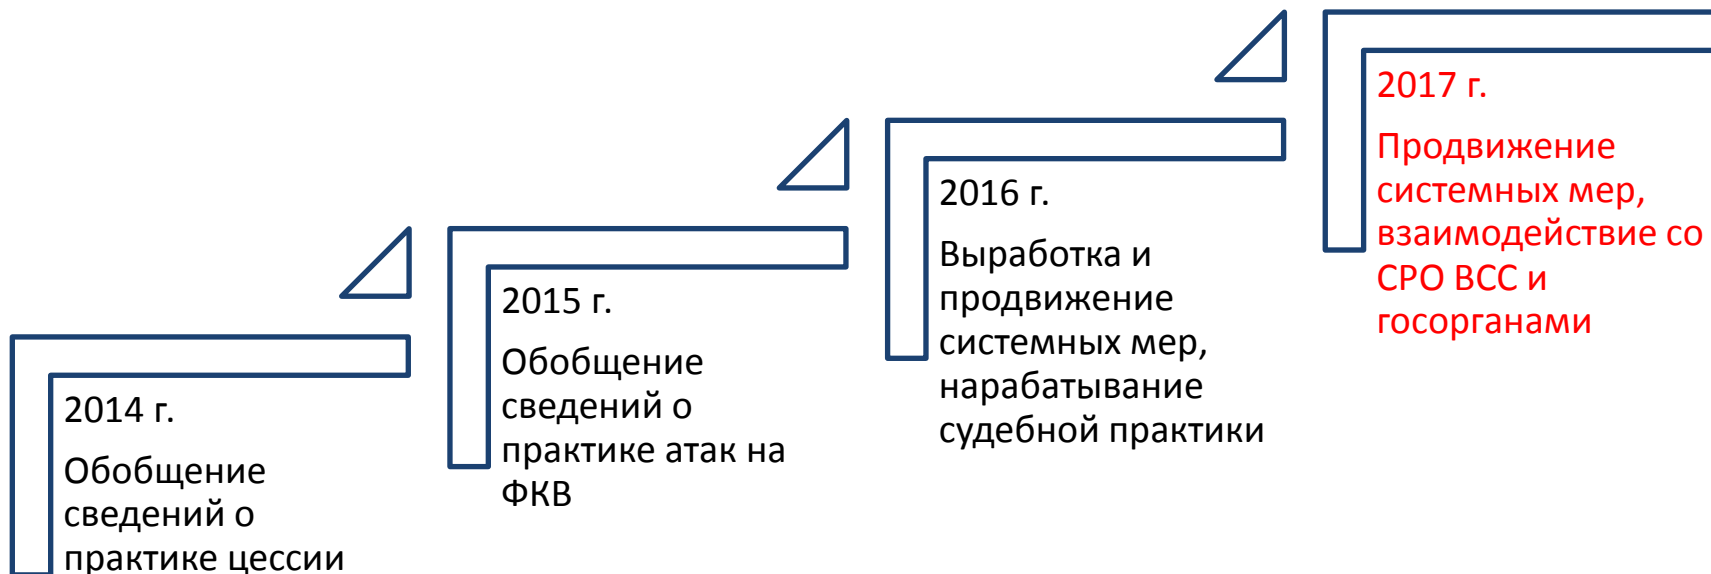 2014 г.
Обобщение
сведений о
практике цессии
2015 г.
Обобщение
сведений о
практике атак на
ФКВ
2016 г.
Выработка и
продвижение
системных мер,
нарабатывание
судебной практики
2017 г.
Продвижение
системных мер,
взаимодействие со
СРО ВСС и
госорганами